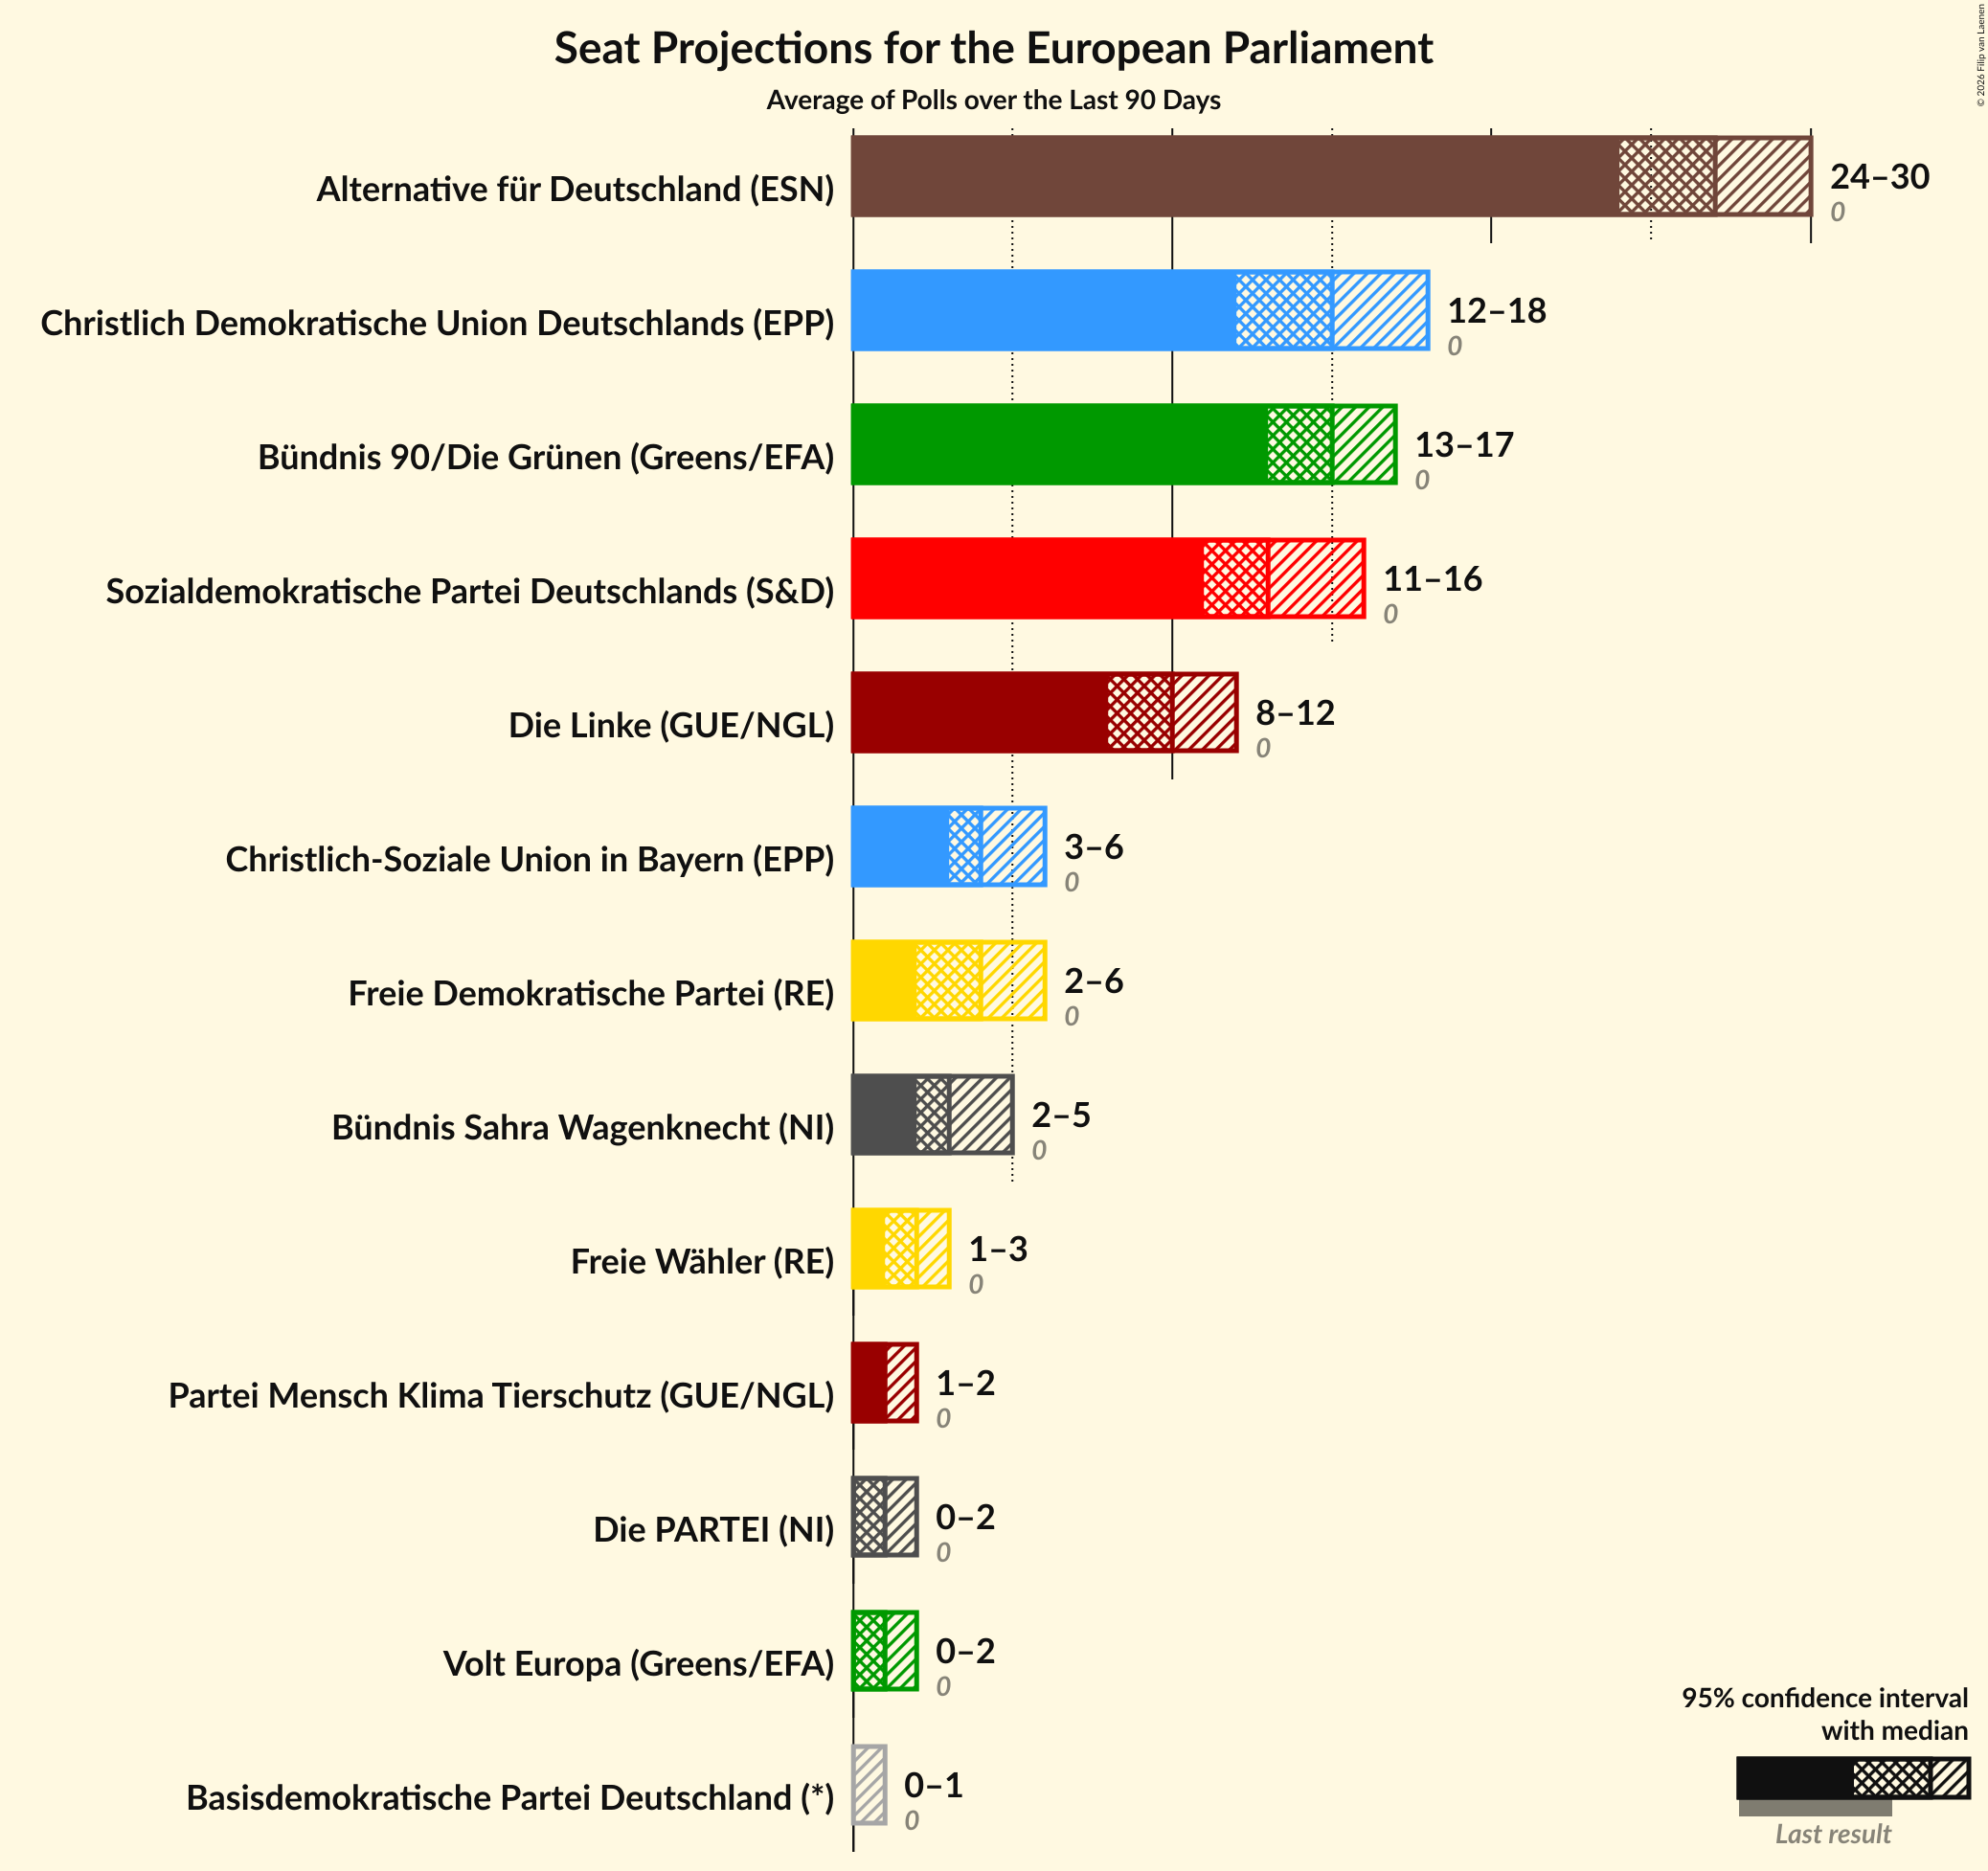 Seat Projections for the European Parliament
Average of Polls over the Last 90 Days
© 2026 Filip van Laenen
Alternative für Deutschland (ESN)
24–30
0
Christlich Demokratische Union Deutschlands (EPP)
12–18
0
Bündnis 90/Die Grünen (Greens/EFA)
13–17
0
Sozialdemokratische Partei Deutschlands (S&D)
11–16
0
Die Linke (GUE/NGL)
8–12
0
Christlich-Soziale Union in Bayern (EPP)
3–6
0
Freie Demokratische Partei (RE)
2–6
0
Bündnis Sahra Wagenknecht (NI)
2–5
0
Freie Wähler (RE)
1–3
0
Partei Mensch Klima Tierschutz (GUE/NGL)
1–2
0
Die PARTEI (NI)
0–2
0
Volt Europa (Greens/EFA)
0–2
0
Basisdemokratische Partei Deutschland (*)
0–1
0
95% confidence interval
with median
Last result